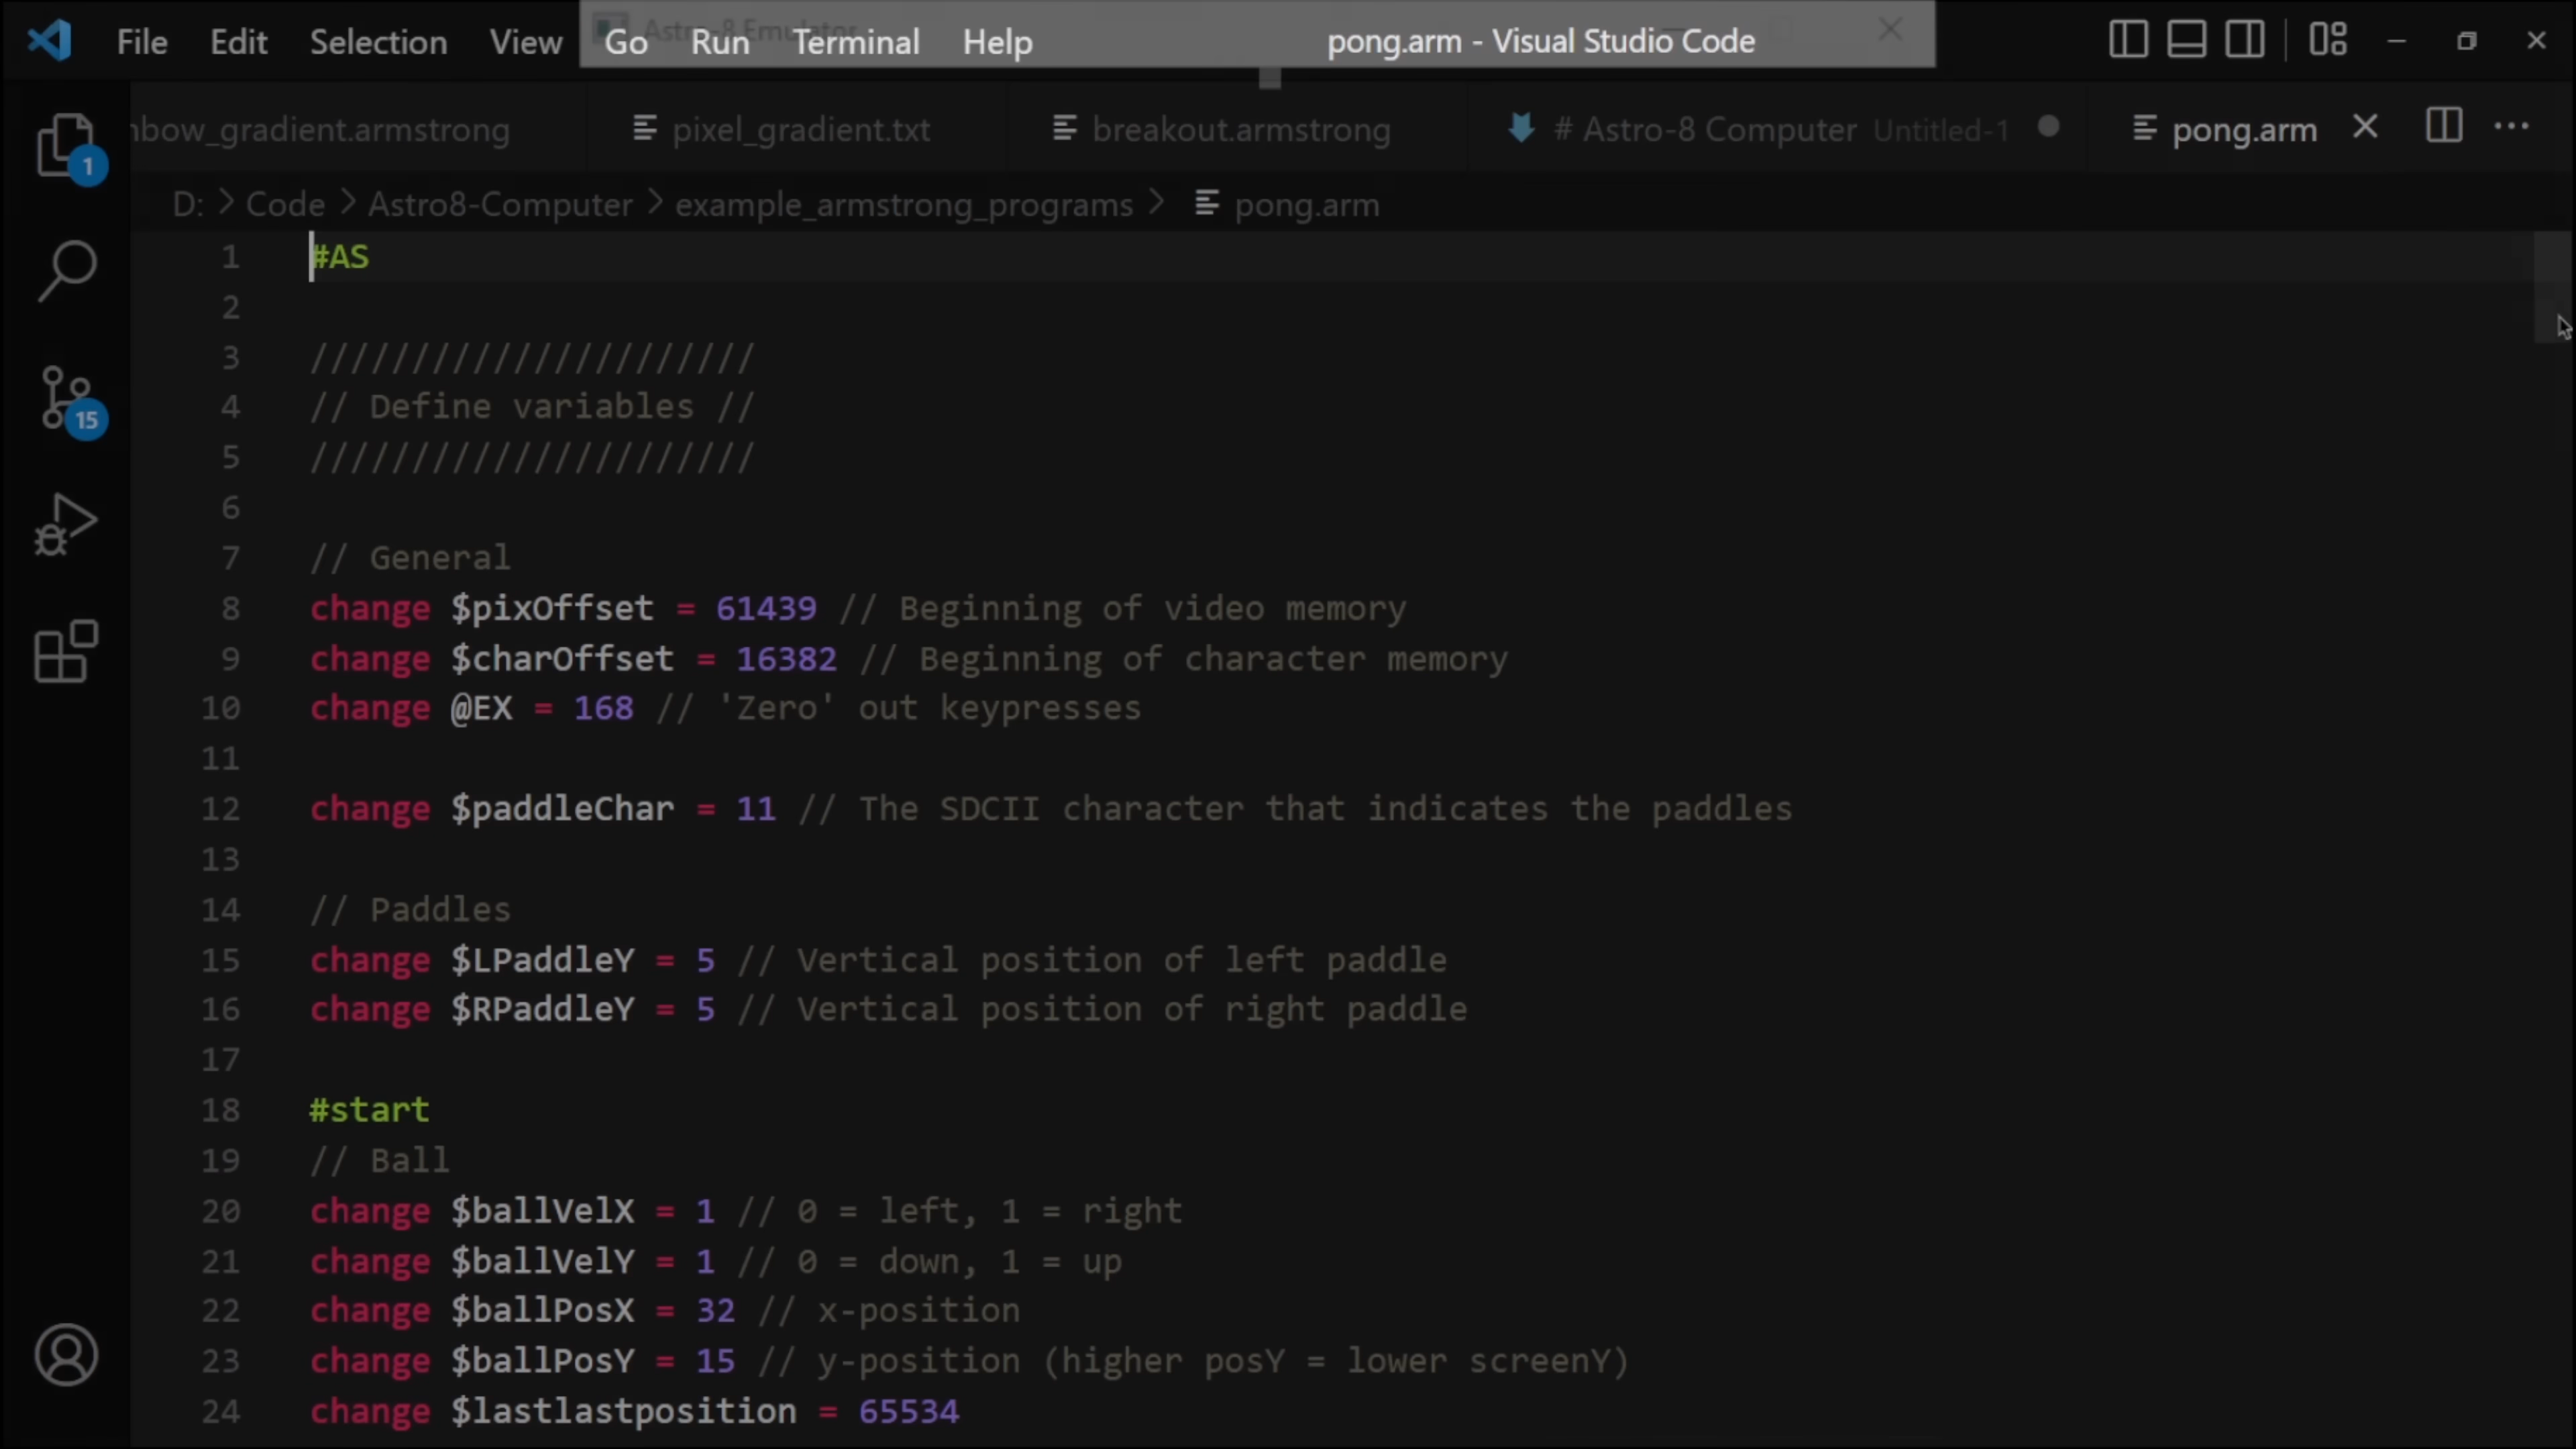 Astro-8 Emulator
File Edit Selection View Go Run Terminal Help pong.arm - Visual Studio Code
nbow_gradient.armstrong pixel_gradient.txt breakout.armstrong # Astro-8 Computer Untitled-1 pong.arm
D: > Code > Astro8-Computer > example_armstrong_programs > pong.arm
1
15
1 #AS
2
3 //////////////////////
4 // Define variables //
5 //////////////////////
6
7 // General
8 change $pixOffset = 61439 // Beginning of video memory
9 change $charOffset = 16382 // Beginning of character memory
10 change @EX = 168 // 'Zero' out keypresses
11
12 change $paddleChar = 11 // The SDCII character that indicates the paddles
13
14 // Paddles
15 change $LPaddleY = 5 // Vertical position of left paddle
16 change $RPaddleY = 5 // Vertical position of right paddle
17
18 #start
19 // Ball
20 change $ballVelX = 1 // 0 = left, 1 = right
21 change $ballVelY = 1 // 0 = down, 1 = up
22 change $ballPosX = 32 // x-position
23 change $ballPosY = 15 // y-position (higher posY = lower screenY)
24 change $lastlastposition = 65534